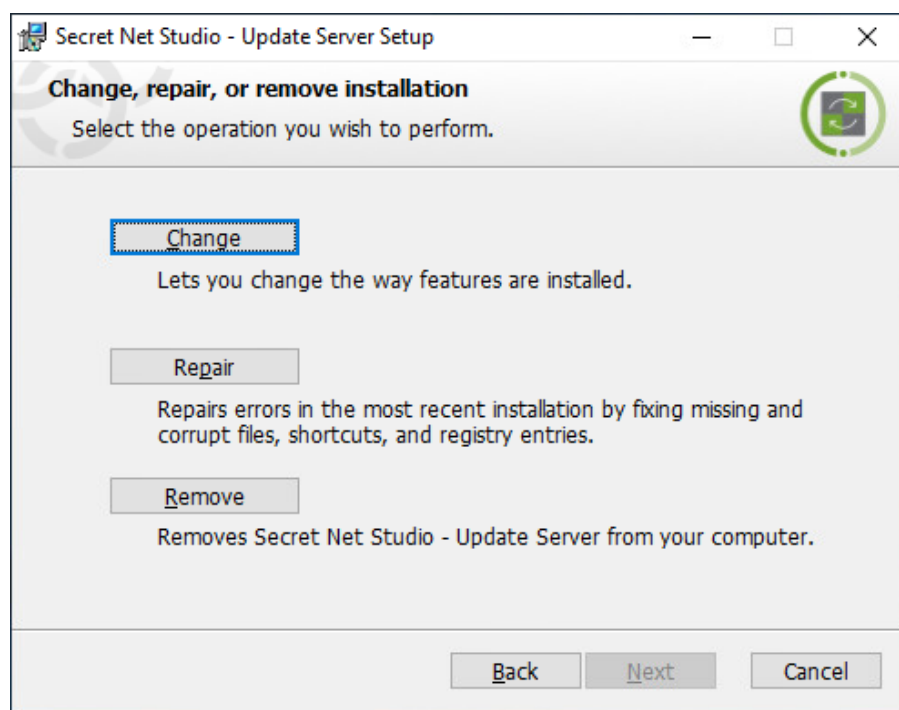 Secret Net Studio - Update Server Setup
Change, repair, or remove installation
Select the operation you wish to perform.
Change
Lets you change the way features are installed.
Repair
Repairs errors in the most recent installation by fixing missing and
corrupt files, shortcuts, and registry entries.
Remove
Removes Secret Net Studio - Update Server from your computer.
Back Next Cancel